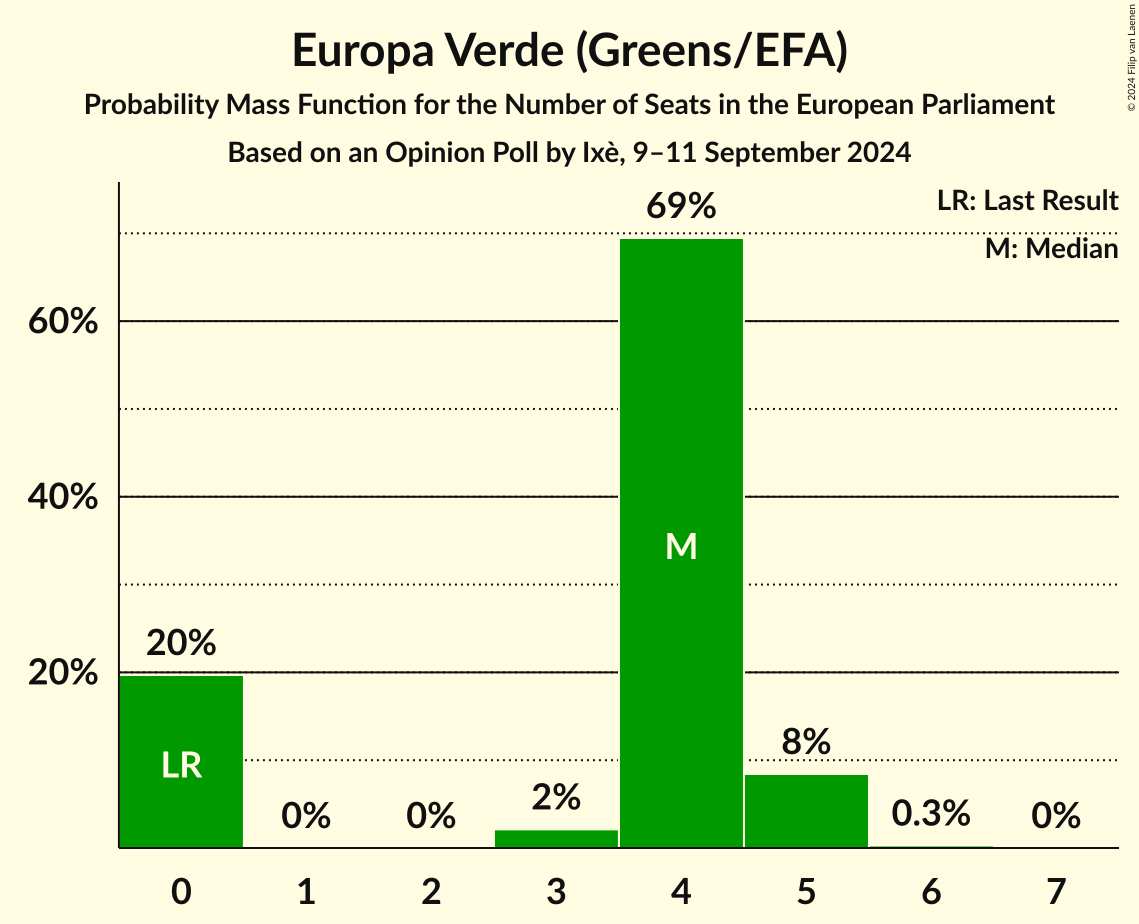 Europa Verde (Greens/EFA)
Probability Mass Function for the Number of Seats in the European Parliament
Based on an Opinion Poll by Ixè, 9–11 September 2024
© 2024 Filip van Laenen
LR: Last Result
M: Median
69%
60%
40%
M
20%
20%
LR
8%
2%
0%
0%
0.3%
0%
0 1 2 3 4 5 6 7